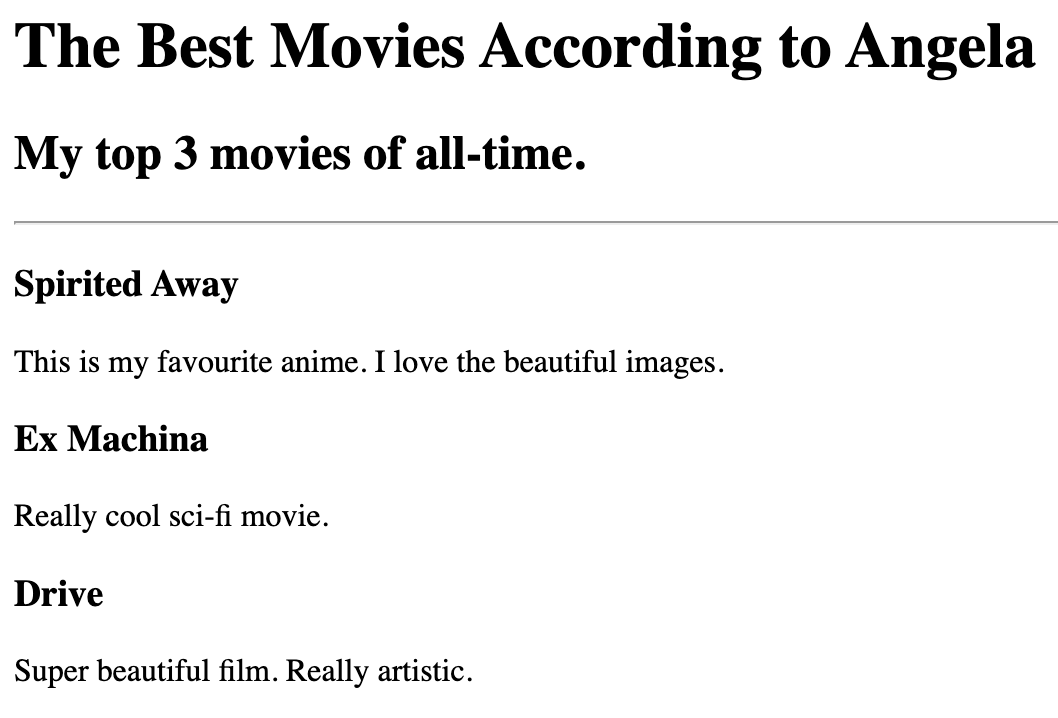 The Best Movies According to Angela
My top 3 movies of all-time.
Spirited Away
This is my favourite anime. I love the beautiful images.
Ex Machina
Really cool sci-fi movie.
Drive
Super beautiful film. Really artistic.